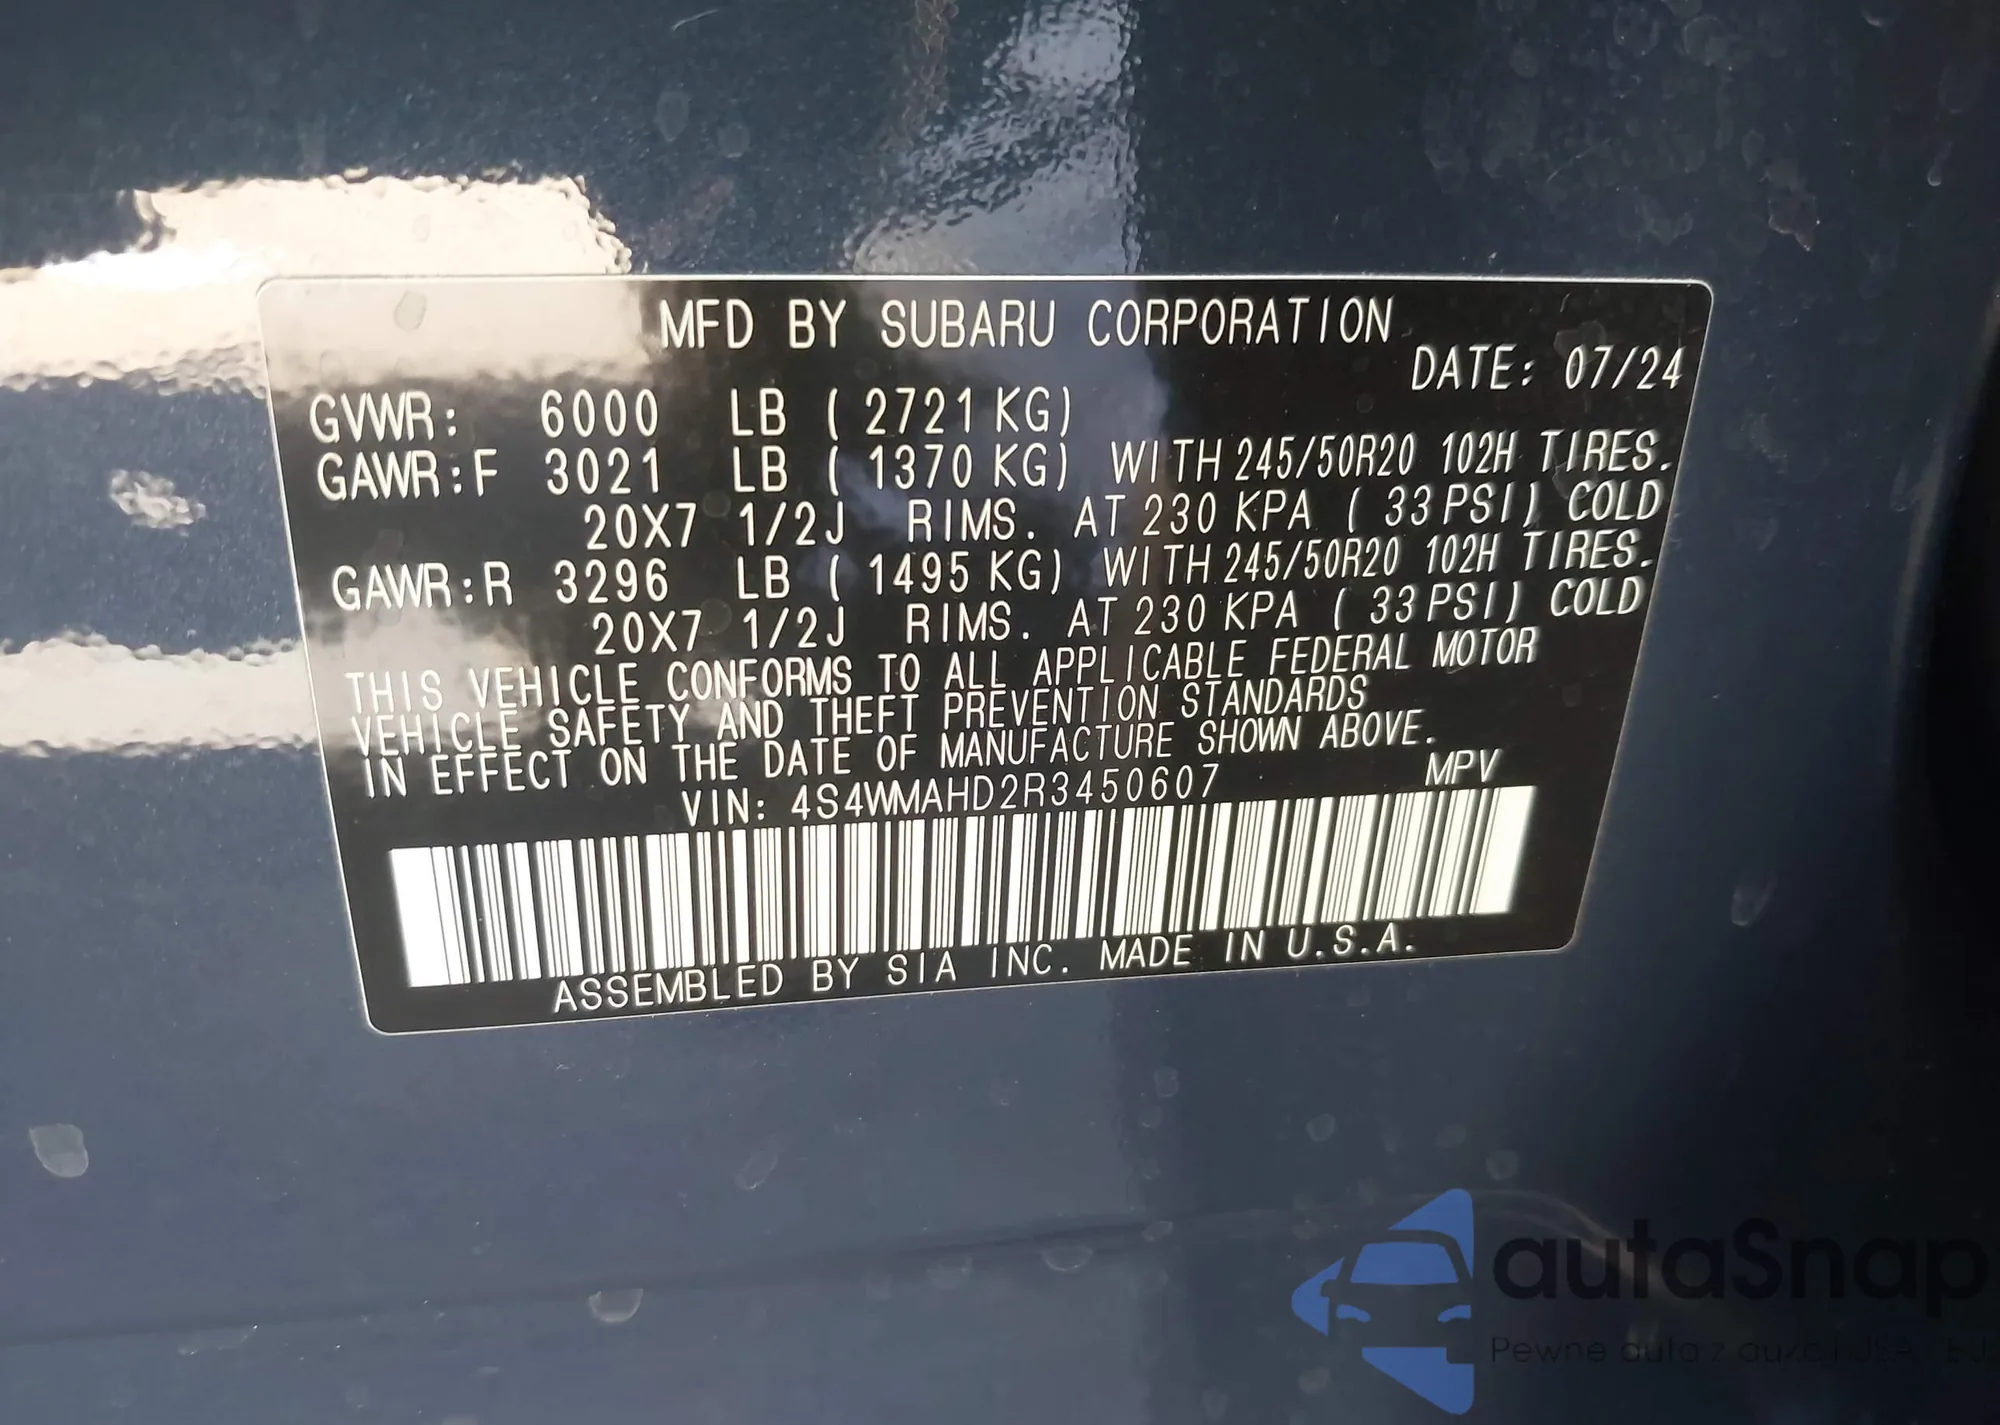 MFD BY SUBARU CORPORATION
DATE: 07/24
GVWR: 6000 LB ( 2721 KG)
GAWR:F 3021 LB ( 1370 KG) WITH 245/50R20 102H TIRES.
20X7 1/2J RIMS. AT 230 KPA ( 33 PSI) COLD
GAWR:R 3296 LB ( 1495 KG) WITH 245/50R20 102H TIRES.
20X7 1/2J RIMS. AT 230 KPA ( 33 PSI) COLD
THIS VEHICLE CONFORMS TO ALL APPLICABLE FEDERAL MOTOR
VEHICLE SAFETY AND THEFT PREVENTION STANDARDS
IN EFFECT ON THE DATE OF MANUFACTURE SHOWN ABOVE.
VIN: 4S4WMAHD2R3450607 MPV
ASSEMBLED BY SIA INC. MADE IN U.S.A.
autaSnap
Pewne auta z aukcji USA